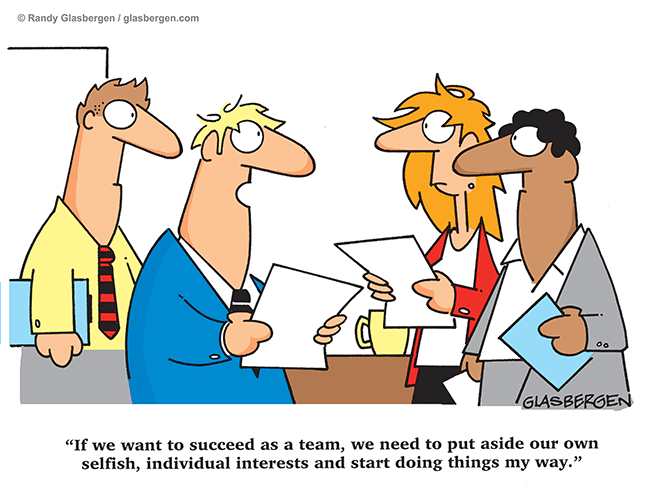 © Randy Glasbergen / glasbergen.com
GLASBERGEN
“If we want to succeed as a team, we need to put aside our own
selfish, individual interests and start doing things my way.”